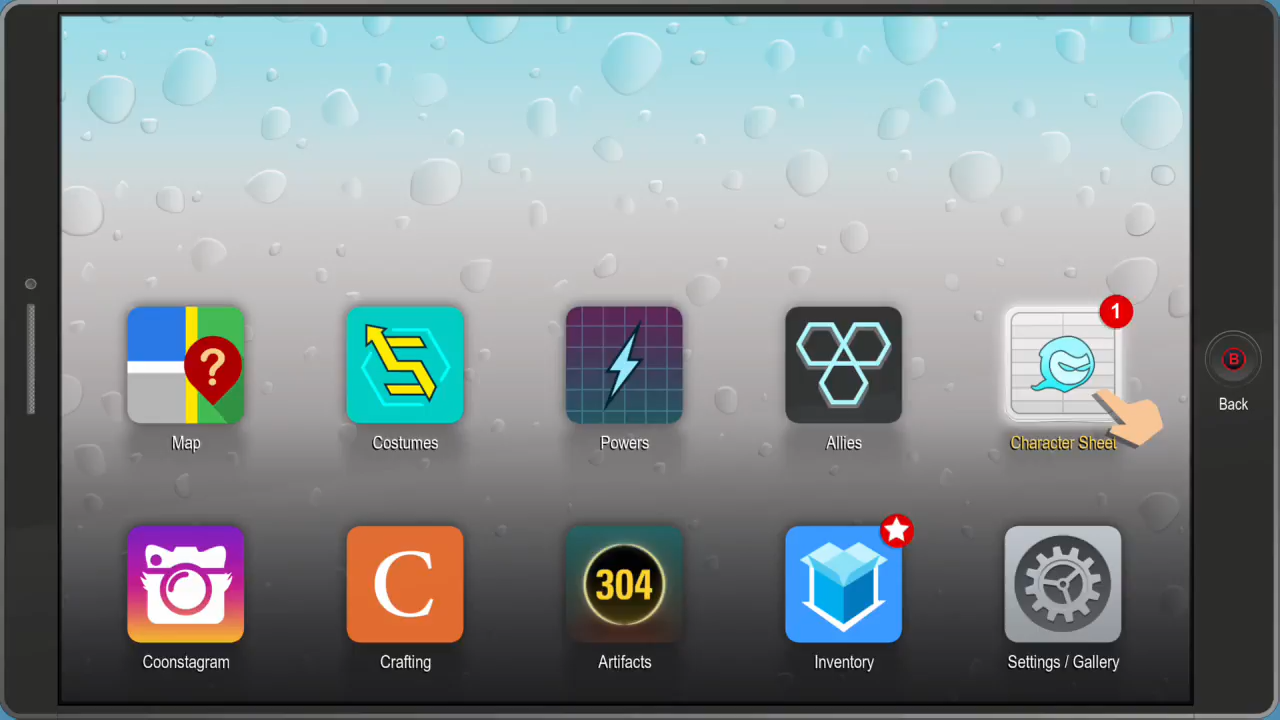 ?
1
Map
Costumes
Powers
Allies
Character Sheet
B
Back
C
304
Coonstagram
Crafting
Artifacts
Inventory
Settings / Gallery